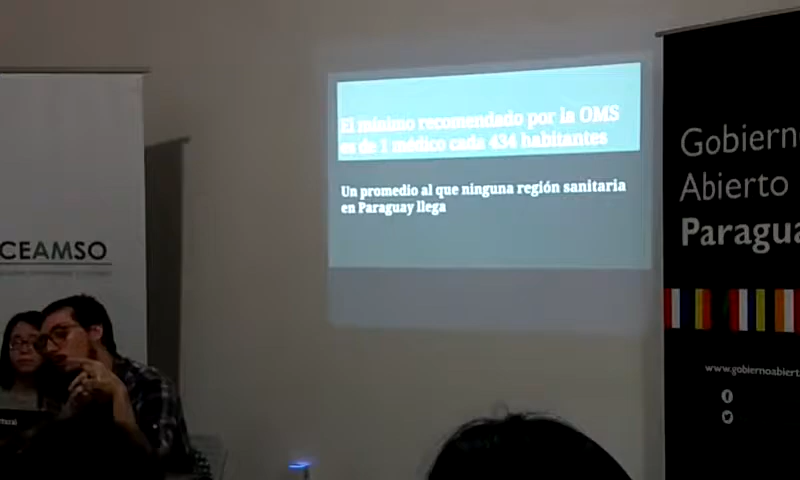 CEAMSO
El mínimo recomendado por la OMS
es de 1 médico cada 434 habitantes
Un promedio al que ninguna región sanitaria
en Paraguay llega
Gobierno
Abierto
Paragua
www.gobiernoabiert